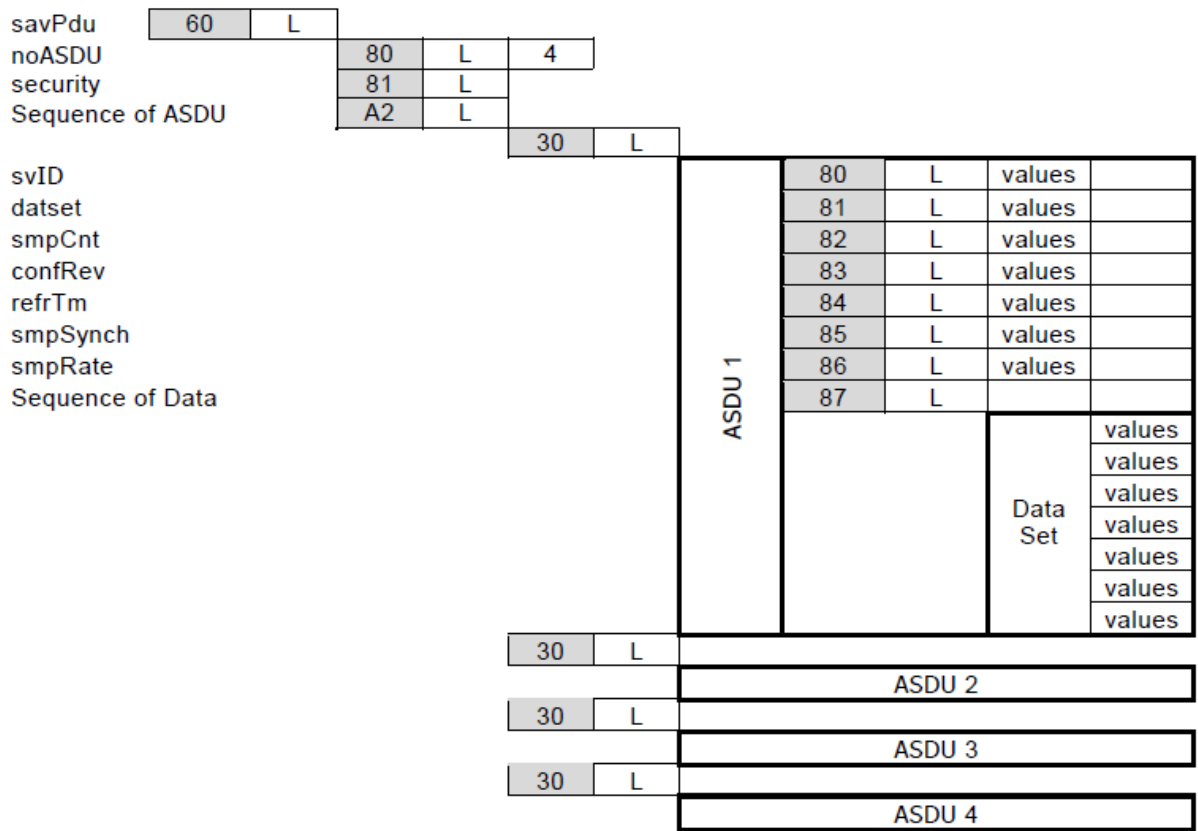 savPdu 60 L
noASDU 80 L 4
security 81 L
Sequence of ASDU A2 L
30 L
svID 80 L values
datset 81 L values
smpCnt 82 L values
confRev 83 L values
refrTm 84 L values
smpSynch 85 L values
smpRate 86 L values
Sequence of Data 87 L
ASDU 1
Data
Set
values
values
values
values
values
values
values
30 L
ASDU 2
30 L
ASDU 3
30 L
ASDU 4